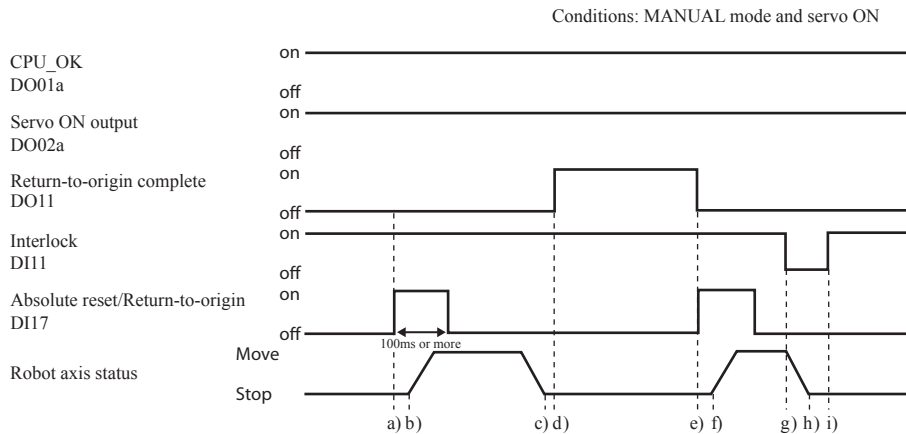 Conditions: MANUAL mode and servo ON
CPU_OK
DO01a
on
off
Servo ON output
DO02a
on
off
Return-to-origin complete
DO11
on
off
Interlock
DI11
on
off
Absolute reset/Return-to-origin
DI17
on
off
100ms or more
Robot axis status
Move
Stop
a) b) c) d) e) f) g) h) i)